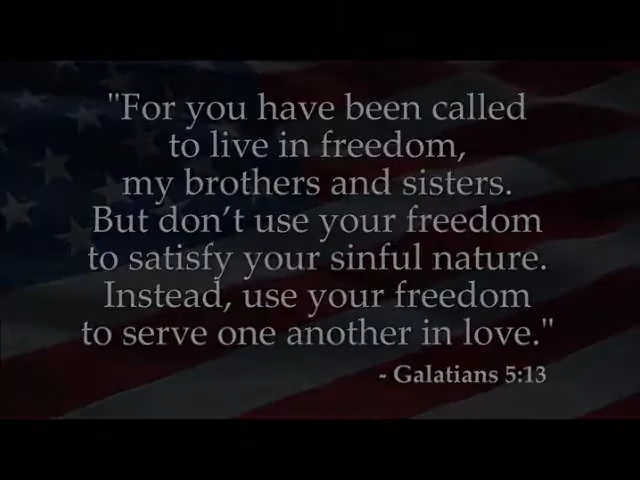 "For you have been called
to live in freedom,
my brothers and sisters.
But don’t use your freedom
to satisfy your sinful nature.
Instead, use your freedom
to serve one another in love."
- Galatians 5:13